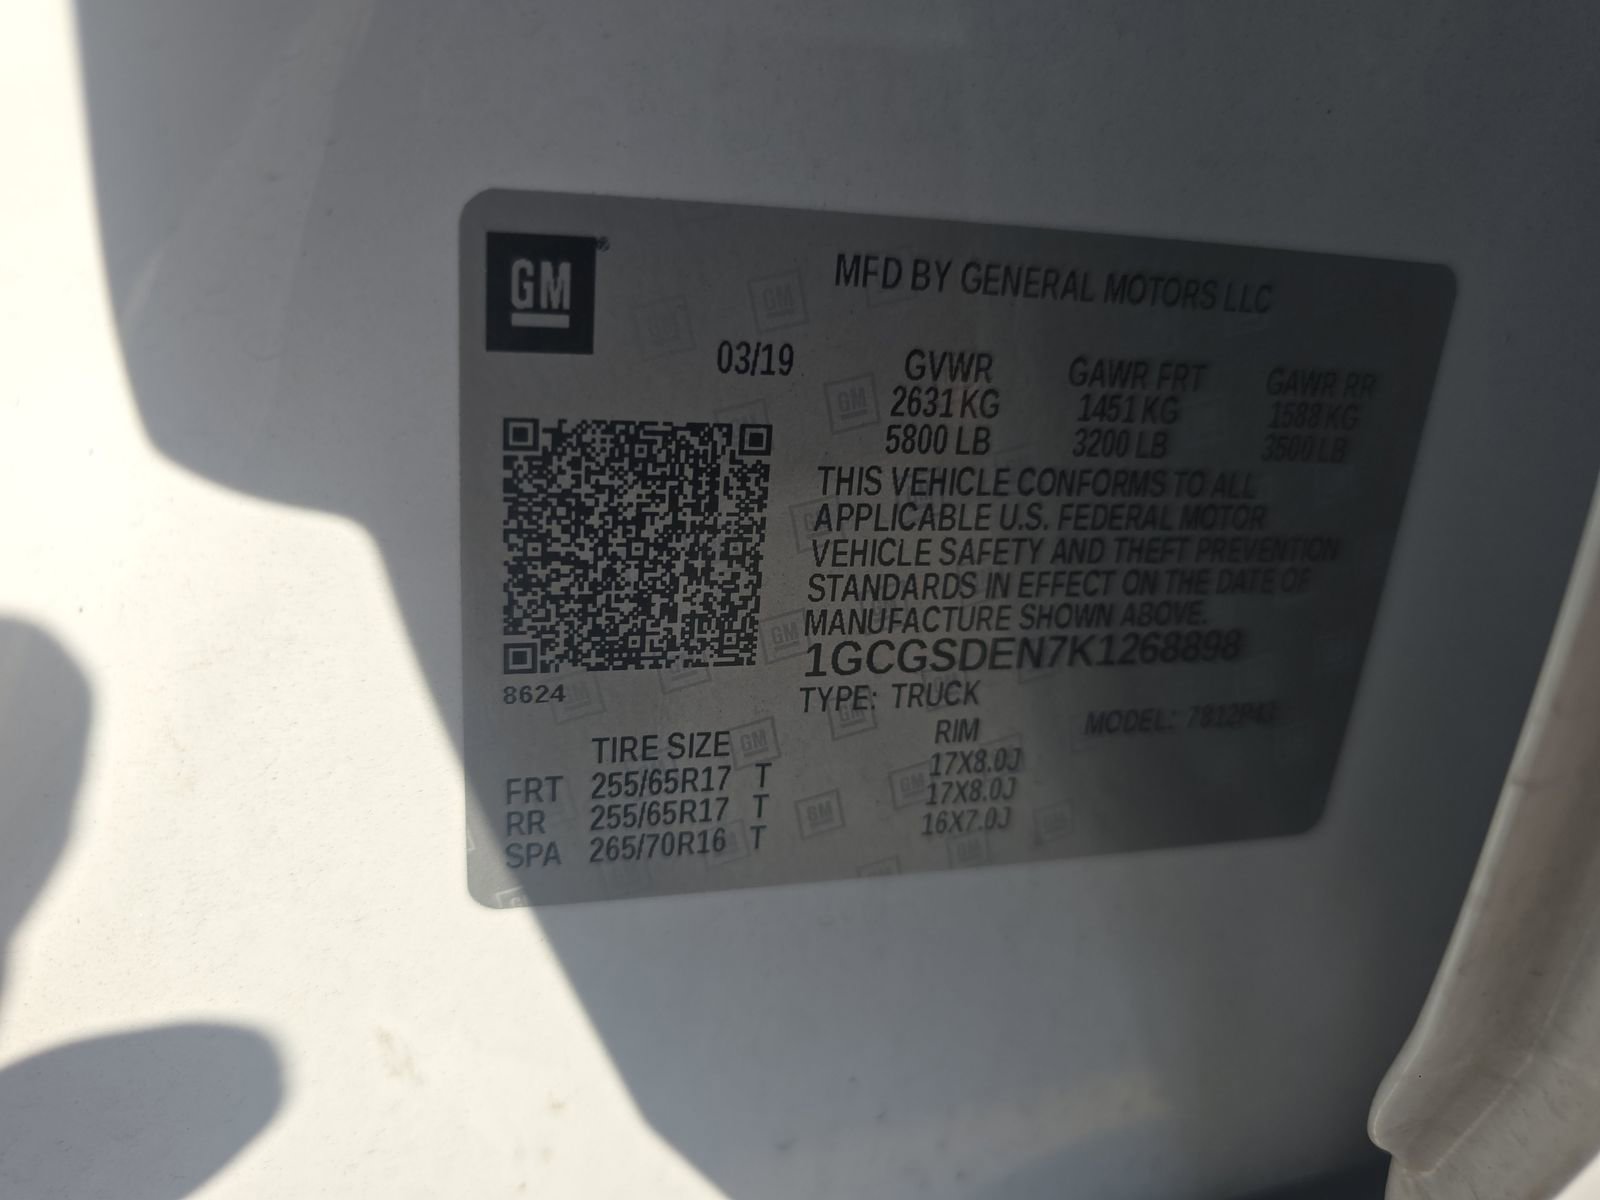 GM
MFD BY GENERAL MOTORS LLC
03/19
GVWR GAWR FRT GAWR RR
2631 KG 1451 KG 1588 KG
5800 LB 3200 LB 3500 LB
THIS VEHICLE CONFORMS TO ALL
APPLICABLE U.S. FEDERAL MOTOR
VEHICLE SAFETY AND THEFT PREVENTION
STANDARDS IN EFFECT ON THE DATE OF
MANUFACTURE SHOWN ABOVE.
1GCGSDEN7K1268898
8624
TYPE: TRUCK MODEL:
TIRE SIZE RIM
FRT 255/65R17 T 17X8.0J
RR 255/65R17 T 17X8.0J
SPA 265/70R16 T 16X7.0J